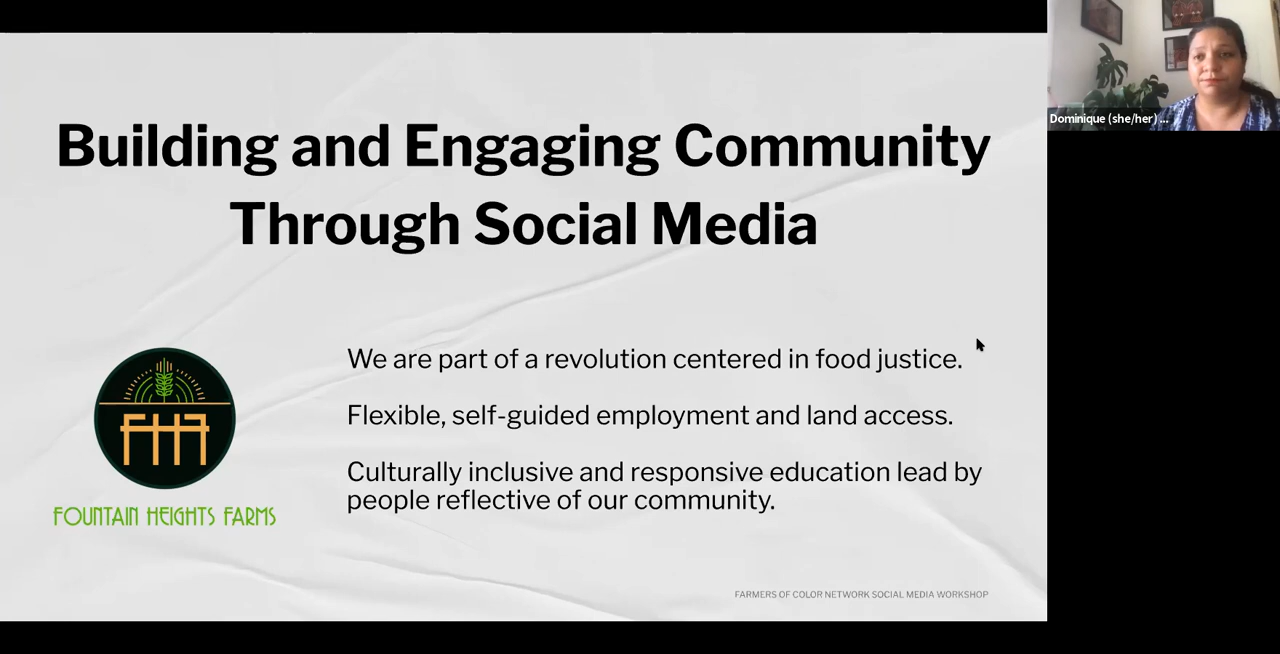 Building and Engaging Community
Through Social Media
We are part of a revolution centered in food justice.
Flexible, self-guided employment and land access.
Culturally inclusive and responsive education lead by
people reflective of our community.
FHF
FOUNTAIN HEIGHTS FARMS
FARMERS OF COLOR NETWORK SOCIAL MEDIA WORKSHOP
Dominique (she/her) ...